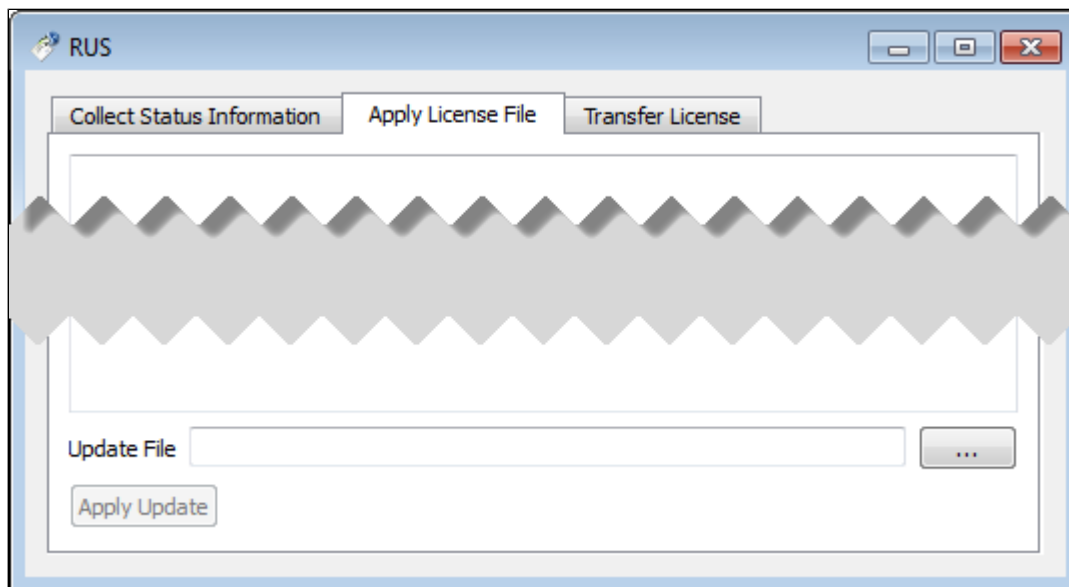 RUS
Collect Status Information Apply License File Transfer License
Update File ...
Apply Update